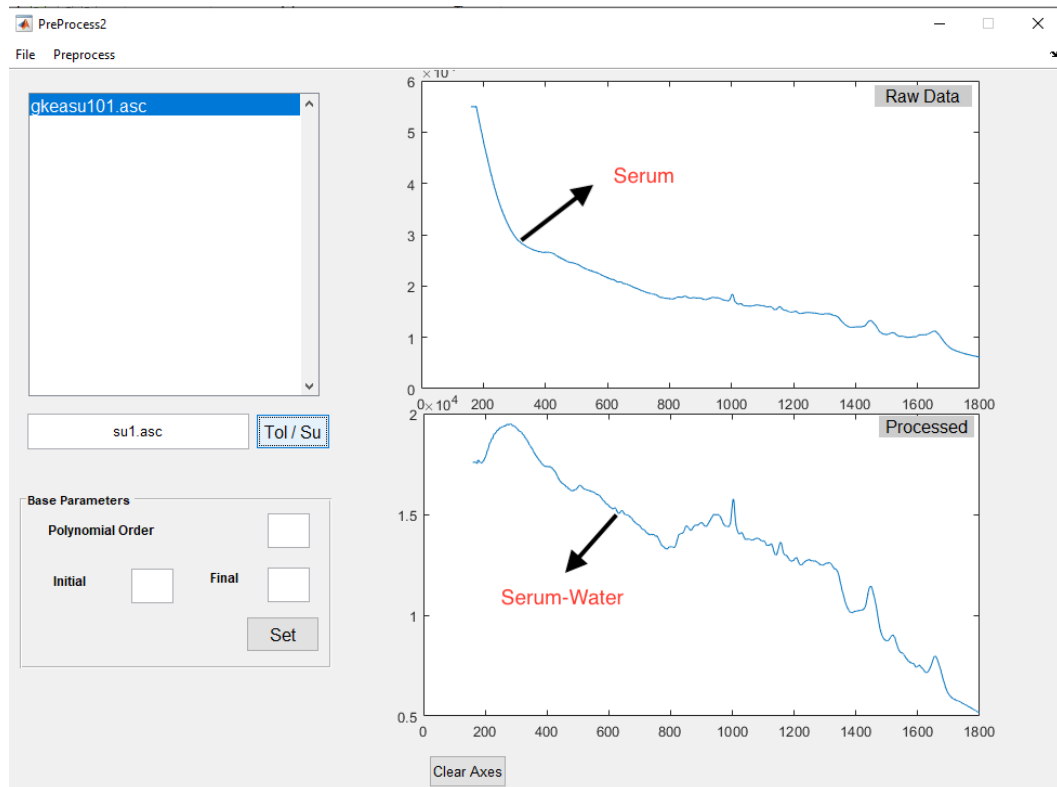 PreProcess2
File Preprocess
gkeasu101.asc
su1.asc
Tol / Su
Base Parameters
Polynomial Order
Initial
Final
Set
Raw Data
Serum
6
5
4
3
2
1
0
200 400 600 800 1000 1200 1400 1600 1800
Processed
Serum-Water
0×10⁴
2
1.5
1
0.5
0 200 400 600 800 1000 1200 1400 1600 1800
Clear Axes